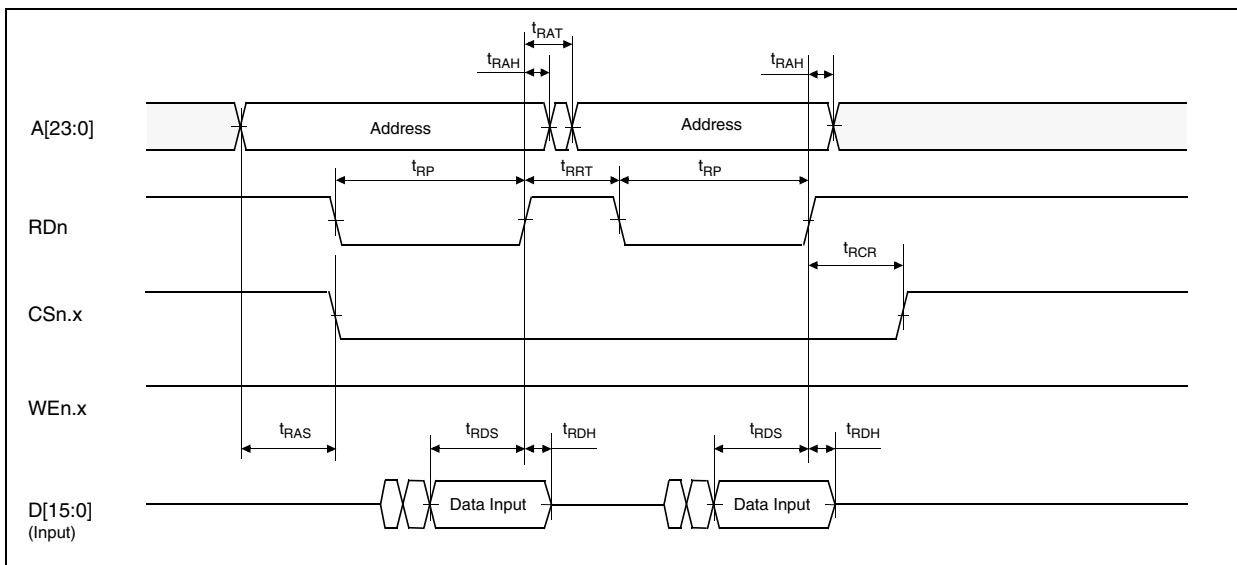 tRAT
tRAH
tRAH
A[23:0]
Address
Address
tRP
tRRT
tRP
RDn
tRCR
CSn.x
WEn.x
tRAS
tRDS
tRDH
tRDS
tRDH
D[15:0]
(Input)
Data Input
Data Input